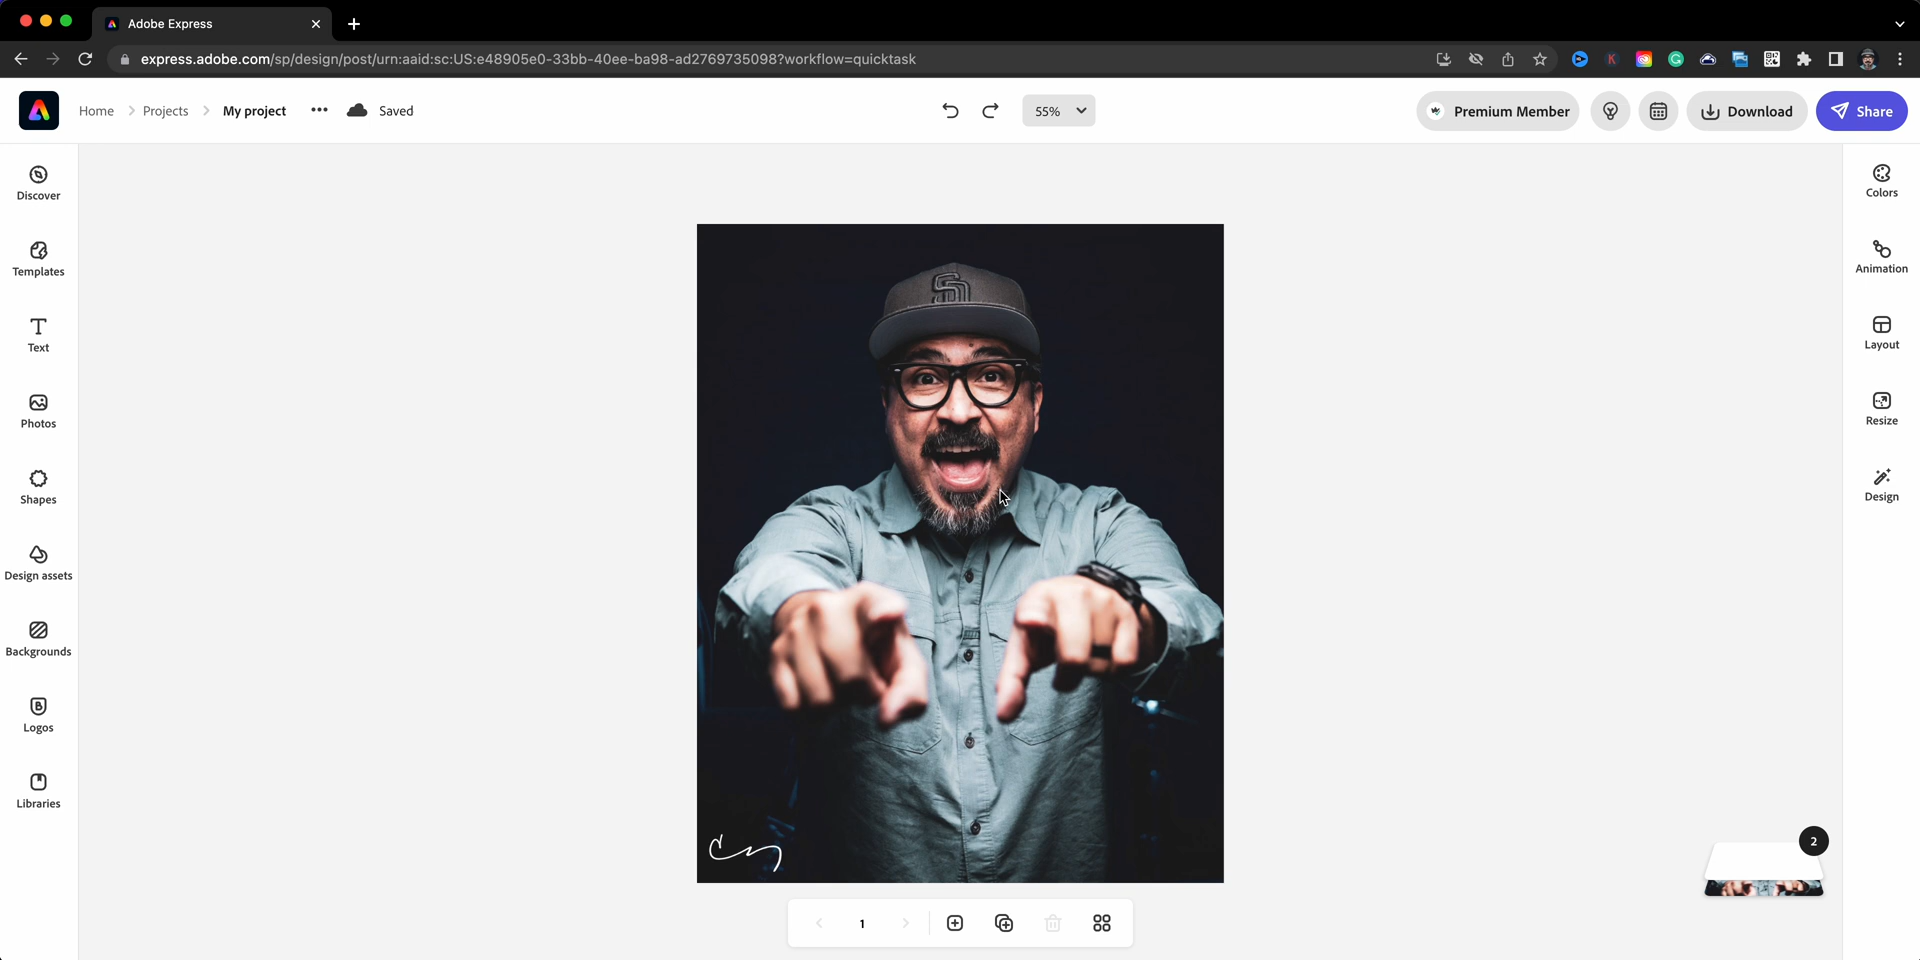 Adobe Express
express.adobe.com/sp/design/post/urn:aaid:sc:US:e48905e0-33bb-40ee-ba98-ad2769735098?workflow=quicktask
Home > Projects > My project ••• Saved
55%
Premium Member
Download
Share
Discover
Templates
Text
Photos
Shapes
Design assets
Backgrounds
Logos
Libraries
SD
1
Colors
Animation
Layout
Resize
Design
2